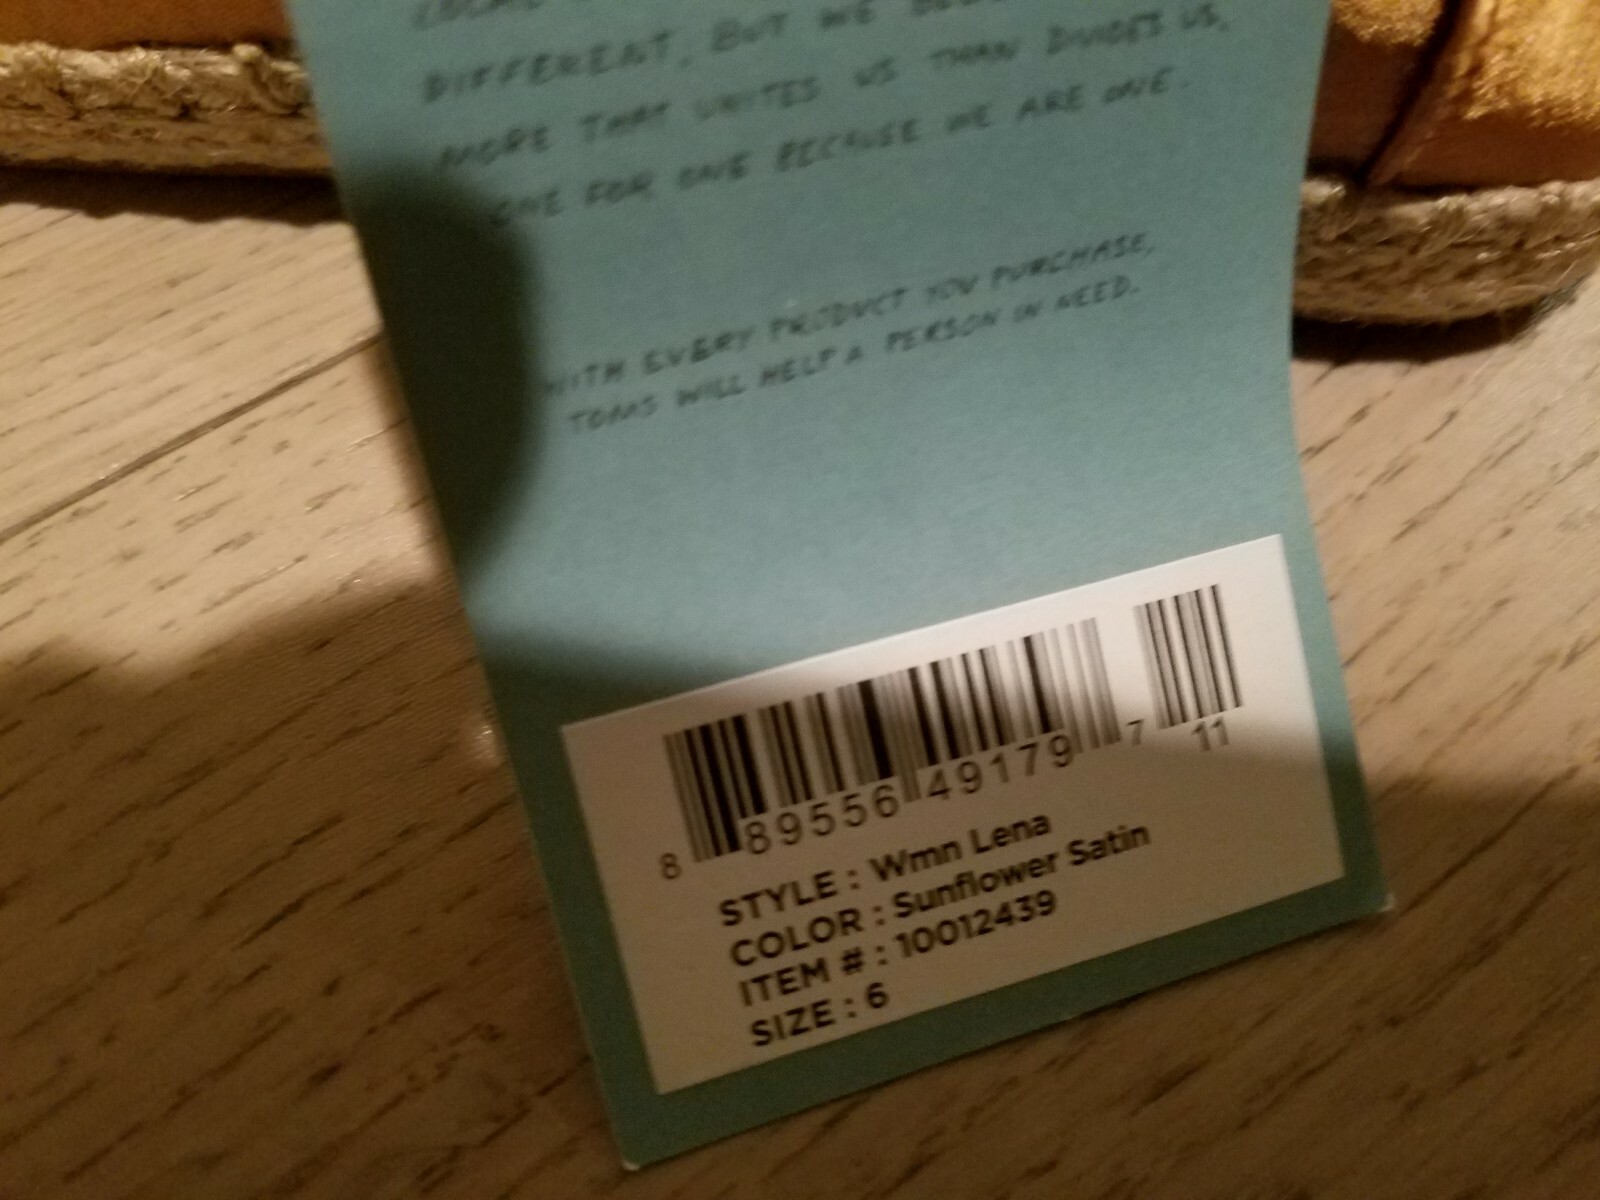 DIFFERENT, BUT WE
MORE THAT UNITES US THAN DIVIDES US.
ONE FOR ONE BECAUSE WE ARE ONE.
WITH EVERY PRODUCT YOU PURCHASE,
TOMS WILL HELP A PERSON IN NEED.
8 89556 49179 7 11
STYLE : Wmn Lena
COLOR : Sunflower Satin
ITEM # : 10012439
SIZE : 6